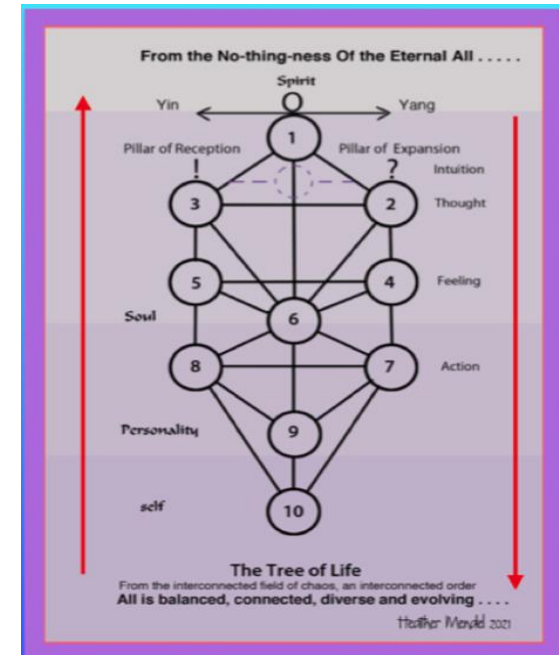 From the No-thing-ness Of the Eternal All . . . . .
Spirit
Yin
Yang
1
Pillar of Reception
Pillar of Expansion
! ?
Intuition
3
2
Thought
5
4
Feeling
Soul
6
8
7
Action
Personality
9
self
10
The Tree of Life
From the interconnected field of chaos, an interconnected order
All is balanced, connected, diverse and evolving . . . .
Heather Mendel 2021